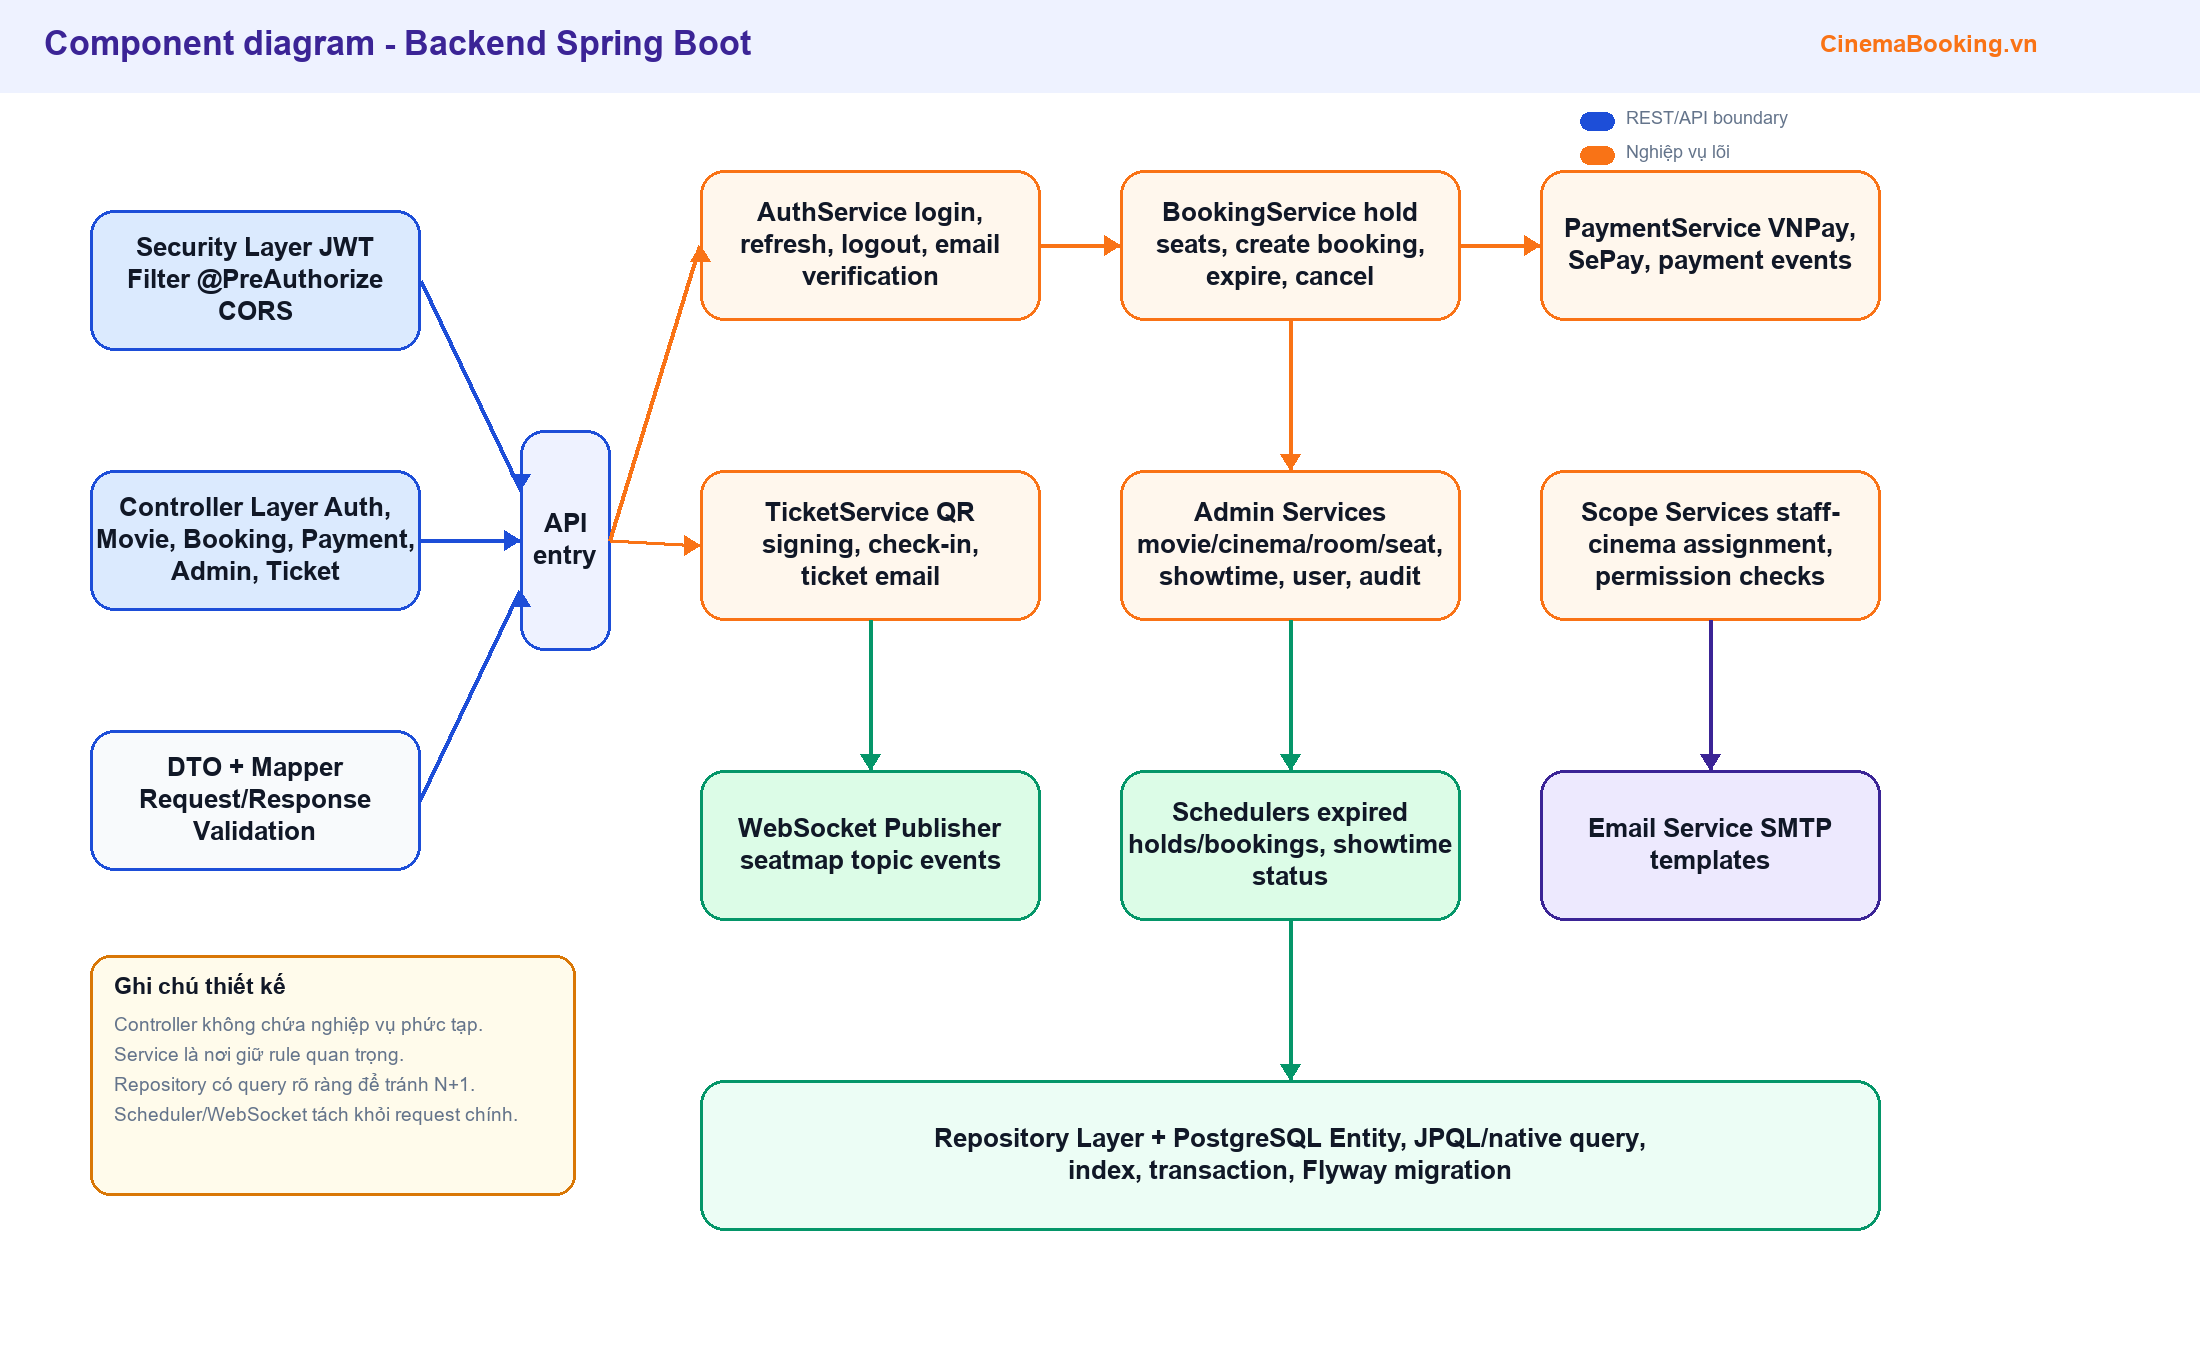 Component diagram - Backend Spring Boot
CinemaBooking.vn
REST/API boundary
Nghiệp vụ lõi
Security Layer JWT
Filter @PreAuthorize
CORS
Controller Layer Auth,
Movie, Booking, Payment,
Admin, Ticket
DTO + Mapper
Request/Response
Validation
API
entry
AuthService login,
refresh, logout, email
verification
BookingService hold
seats, create booking,
expire, cancel
PaymentService VNPay,
SePay, payment events
TicketService QR
signing, check-in,
ticket email
Admin Services
movie/cinema/room/seat,
showtime, user, audit
Scope Services staff-
cinema assignment,
permission checks
WebSocket Publisher
seatmap topic events
Schedulers expired
holds/bookings, showtime
status
Email Service SMTP
templates
Ghi chú thiết kế
Controller không chứa nghiệp vụ phức tạp.
Service là nơi giữ rule quan trọng.
Repository có query rõ ràng để tránh N+1.
Scheduler/WebSocket tách khỏi request chính.
Repository Layer + PostgreSQL Entity, JPQL/native query,
index, transaction, Flyway migration